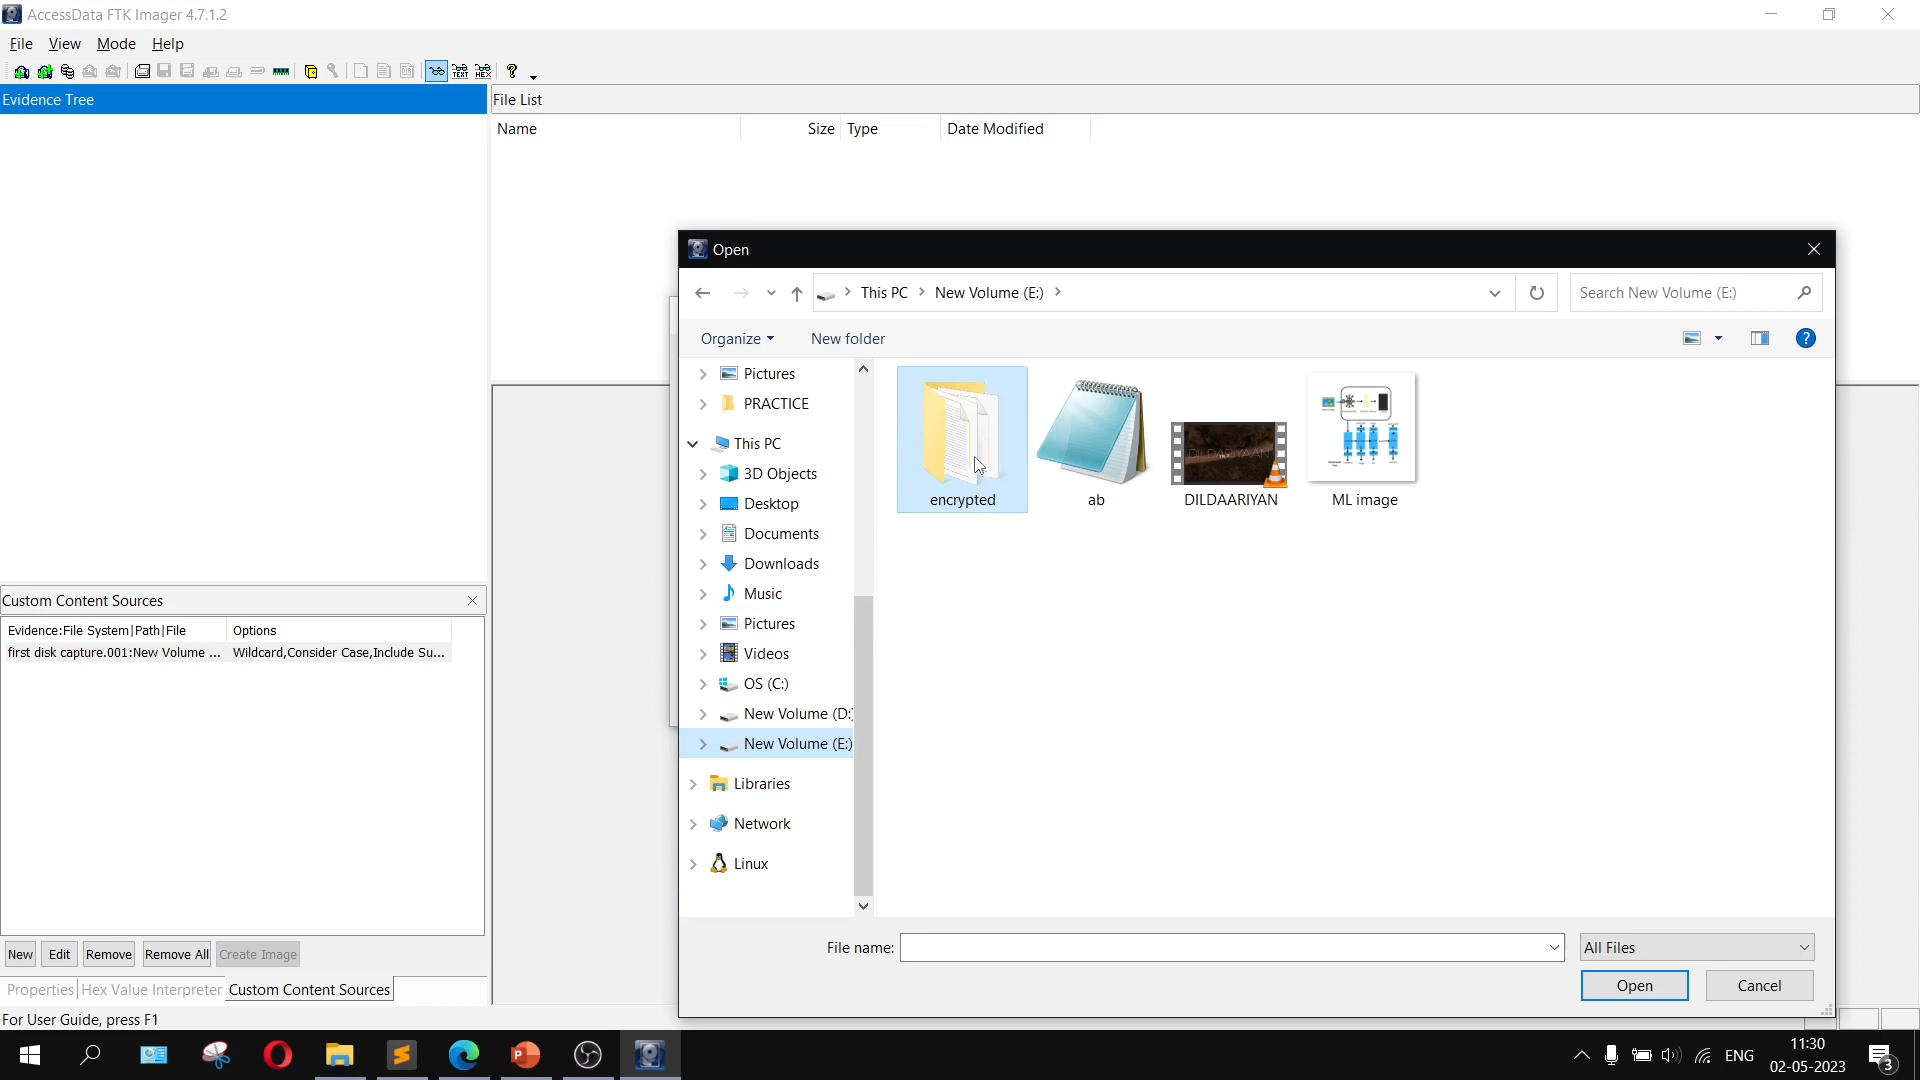 AccessData FTK Imager 4.7.1.2
File View Mode Help
Evidence Tree
File List
Name Size Type Date Modified
Open
This PC New Volume (E:)
Search New Volume (E:)
Organize New folder
Pictures
PRACTICE
This PC
3D Objects
Desktop
Documents
Downloads
Music
Pictures
Videos
OS (C:)
New Volume (D:)
New Volume (E:)
Libraries
Network
Linux
encrypted
ab
DILDAARIYAN
ML image
File name:
All Files
Open Cancel
Custom Content Sources
Evidence:File System|Path|File Options
first disk capture.001:New Volume ... Wildcard,Consider Case,Include Su...
New Edit Remove Remove All Create Image
Properties Hex Value Interpreter Custom Content Sources
For User Guide, press F1
ENG
11:30
02-05-2023
3